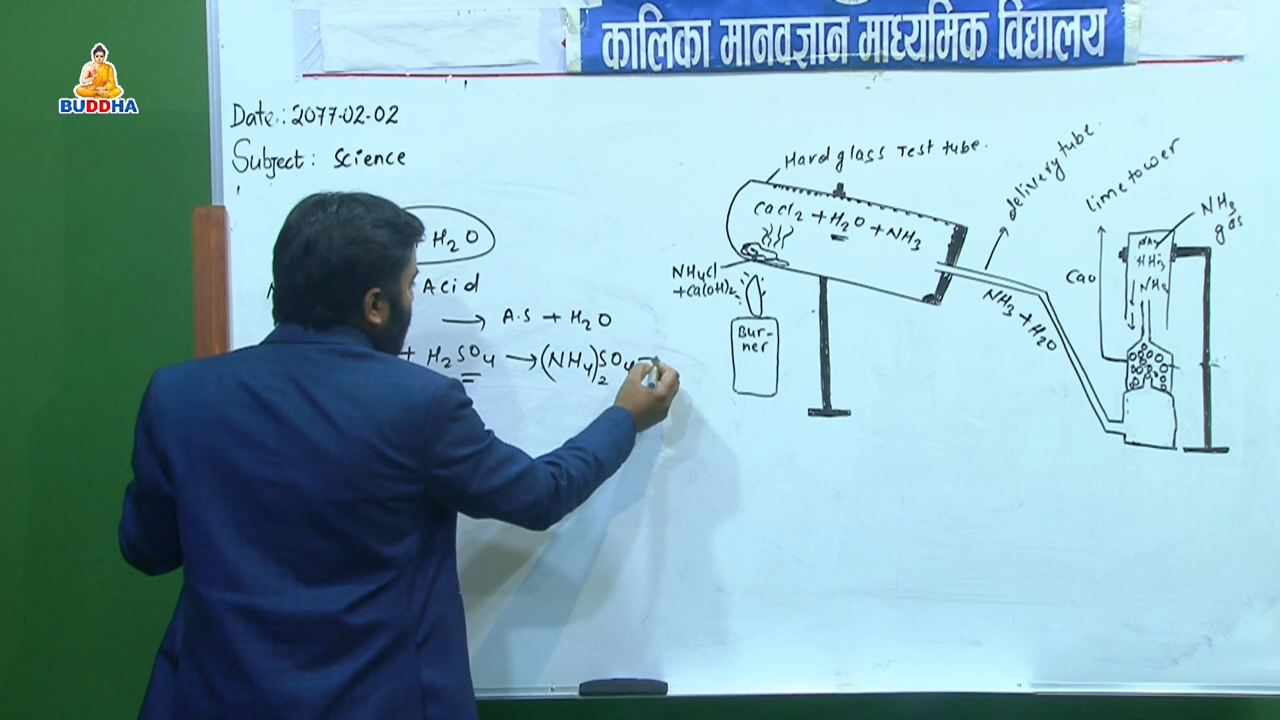 कालिका मानवज्ञान माध्यमिक विद्यालय
BUDDHA
Date: 2077-02-02
Subject: Science
H₂O
Acid
⟶ A.S + H₂O
+ H₂SO₄ ⟶ (NH₄)₂SO₄
Hard glass Test tube.
CaCl₂ + H₂O + NH₃
NH₄Cl
+ Ca(OH)₂
Bur-
ner
delivery tube.
NH₃ + H₂O
lime tower
CaO
NH₃
gas
NH₃
NH₃